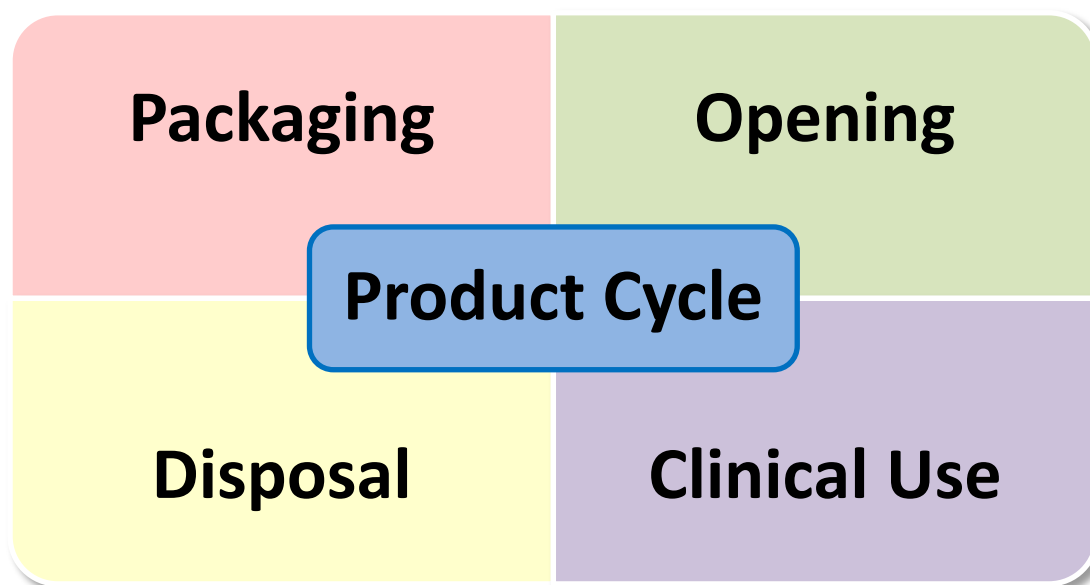 Packaging
Opening
Product Cycle
Disposal
Clinical Use